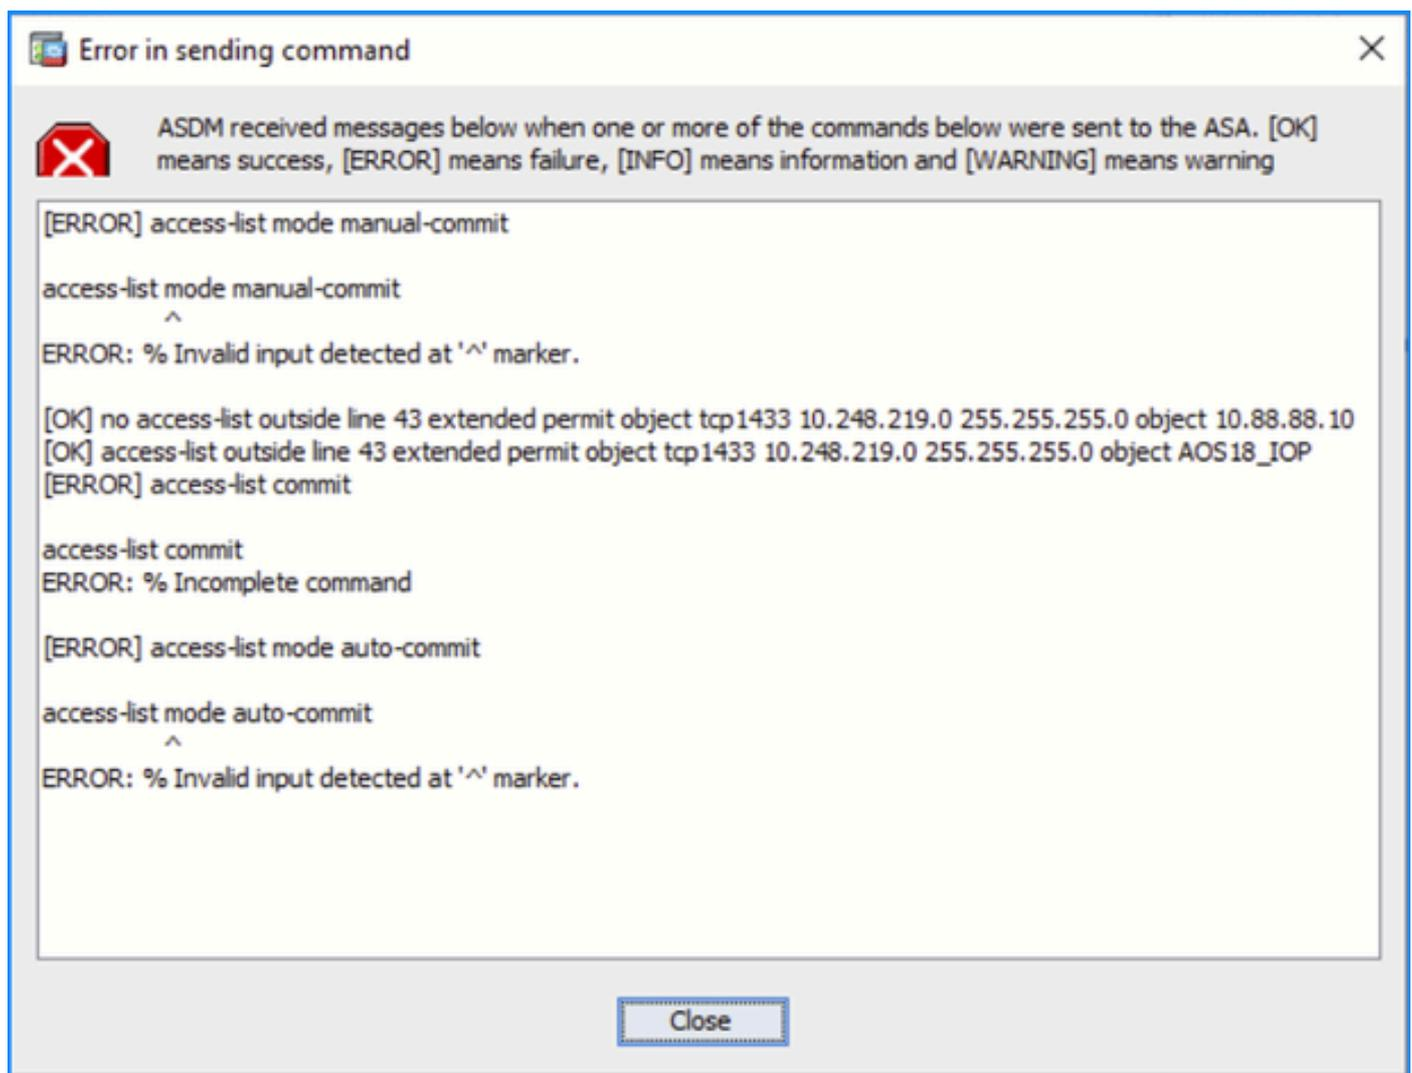 Error in sending command
ASDM received messages below when one or more of the commands below were sent to the ASA. [OK]
means success, [ERROR] means failure, [INFO] means information and [WARNING] means warning
[ERROR] access-list mode manual-commit
access-list mode manual-commit
^
ERROR: % Invalid input detected at '^' marker.
[OK] no access-list outside line 43 extended permit object tcp1433 10.248.219.0 255.255.255.0 object 10.88.88.10
[OK] access-list outside line 43 extended permit object tcp1433 10.248.219.0 255.255.255.0 object AOS18_IOP
[ERROR] access-list commit
access-list commit
ERROR: % Incomplete command
[ERROR] access-list mode auto-commit
access-list mode auto-commit
^
ERROR: % Invalid input detected at '^' marker.
Close